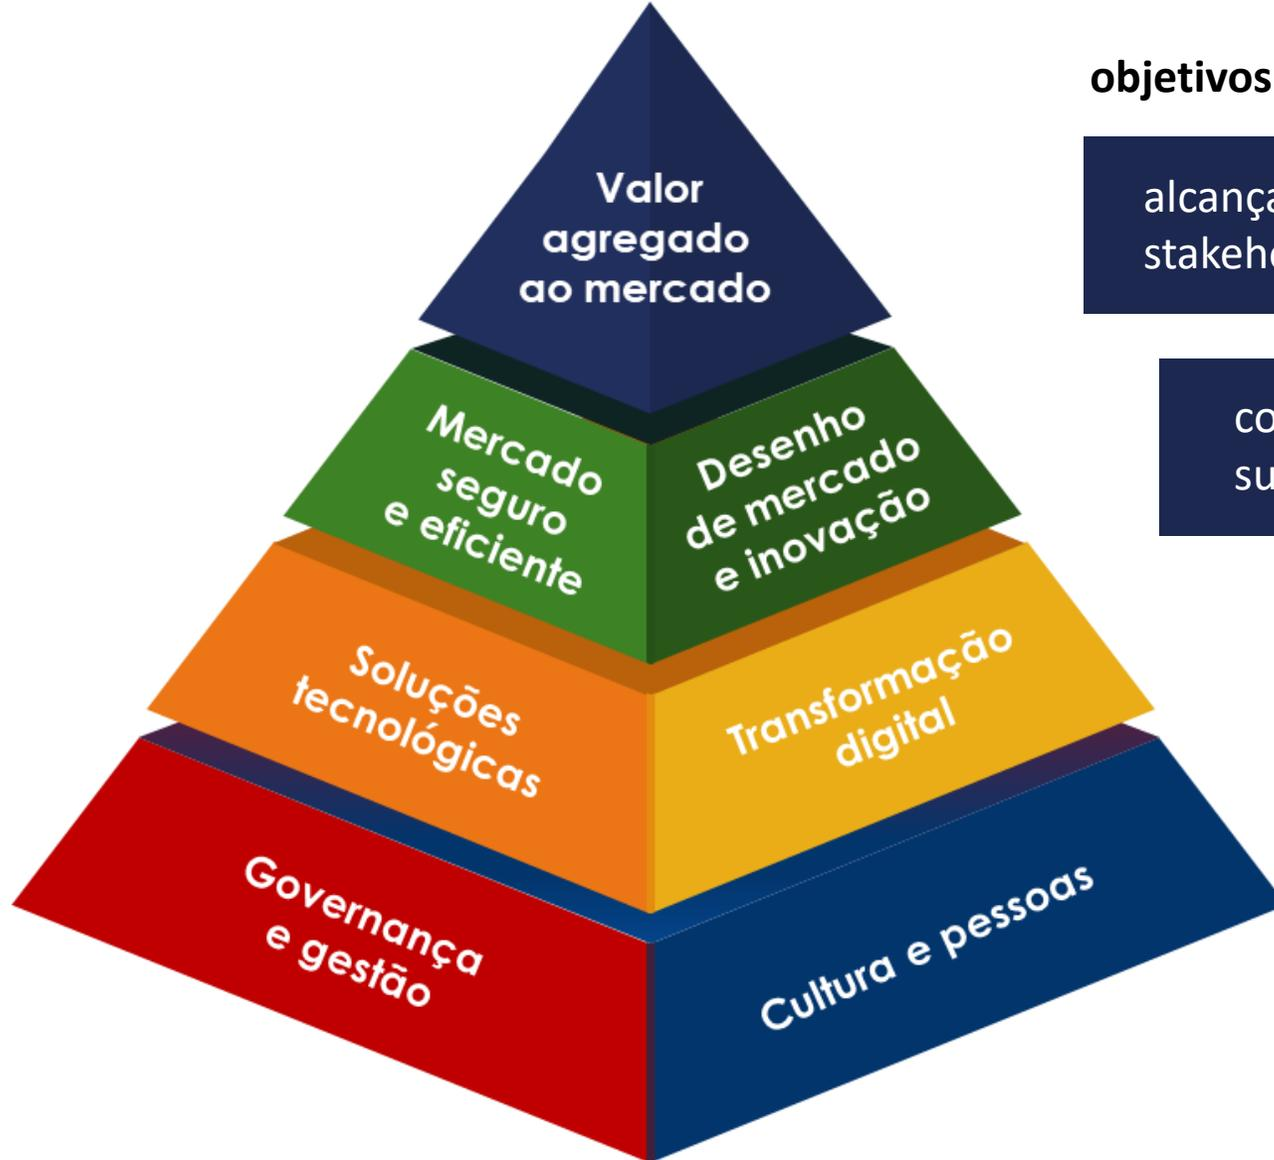 objetivos
Valor
agregado
ao mercado
Mercado
seguro
e eficiente
Desenho
de mercado
e inovação
Soluções
tecnológicas
Transformação
digital
Governança
e gestão
Cultura e pessoas